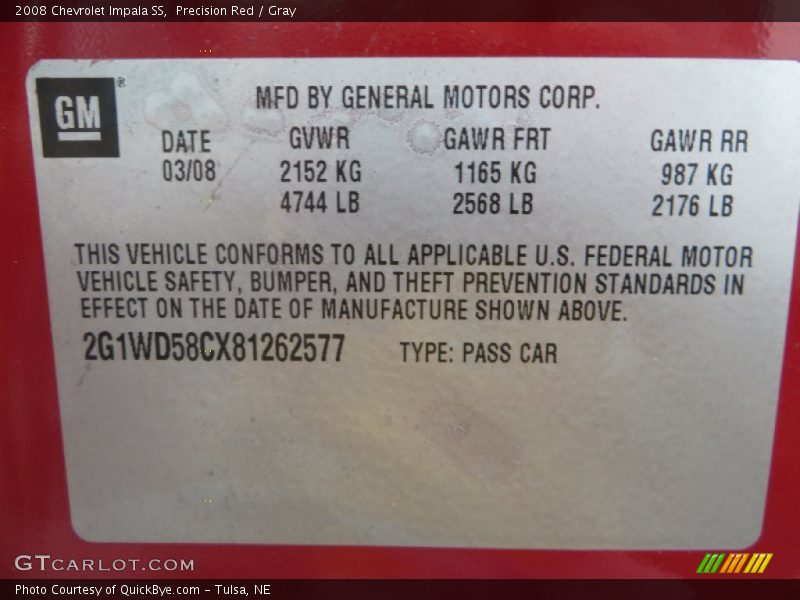 2008 Chevrolet Impala SS,  Precision Red / Gray
GM®
MFD BY GENERAL MOTORS CORP.
DATE GVWR GAWR FRT GAWR RR
03/08 2152 KG 1165 KG 987 KG
4744 LB 2568 LB 2176 LB
THIS VEHICLE CONFORMS TO ALL APPLICABLE U.S. FEDERAL MOTOR
VEHICLE SAFETY, BUMPER, AND THEFT PREVENTION STANDARDS IN
EFFECT ON THE DATE OF MANUFACTURE SHOWN ABOVE.
2G1WD58CX81262577 TYPE: PASS CAR
GTCARLOT.COM
Photo Courtesy of QuickBye.com - Tulsa, NE